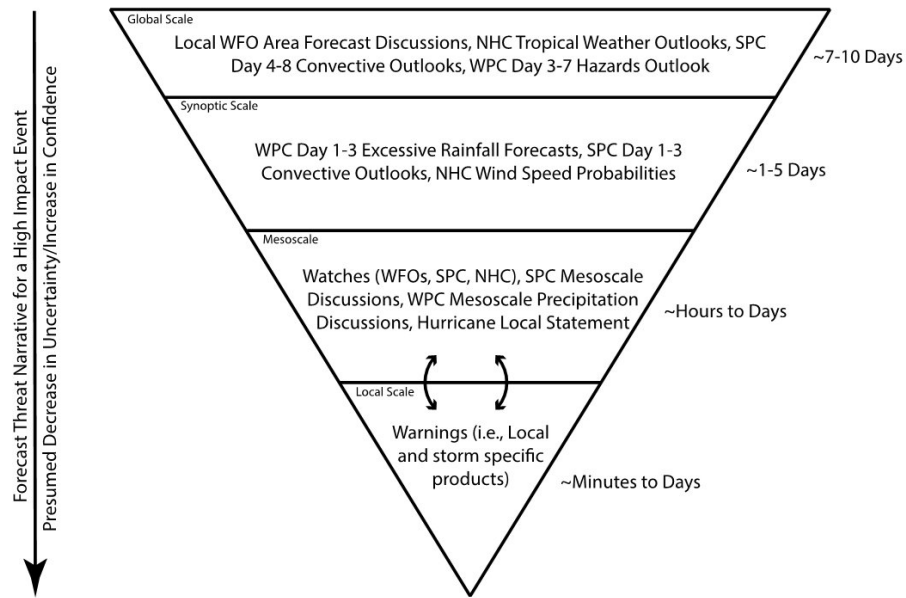 Global Scale
Local WFO Area Forecast Discussions, NHC Tropical Weather Outlooks, SPC
Day 4-8 Convective Outlooks, WPC Day 3-7 Hazards Outlook
~7-10 Days
Synoptic Scale
WPC Day 1-3 Excessive Rainfall Forecasts, SPC Day 1-3
Convective Outlooks, NHC Wind Speed Probabilities
~1-5 Days
Mesoscale
Watches (WFOs, SPC, NHC), SPC Mesoscale
Discussions, WPC Mesoscale Precipitation
Discussions, Hurricane Local Statement
~Hours to Days
Local Scale
Warnings (i.e., Local
and storm specific
products)
~Minutes to Days
Forecast Threat Narrative for a High Impact Event
Presumed Decrease in Uncertainty/Increase in Confidence